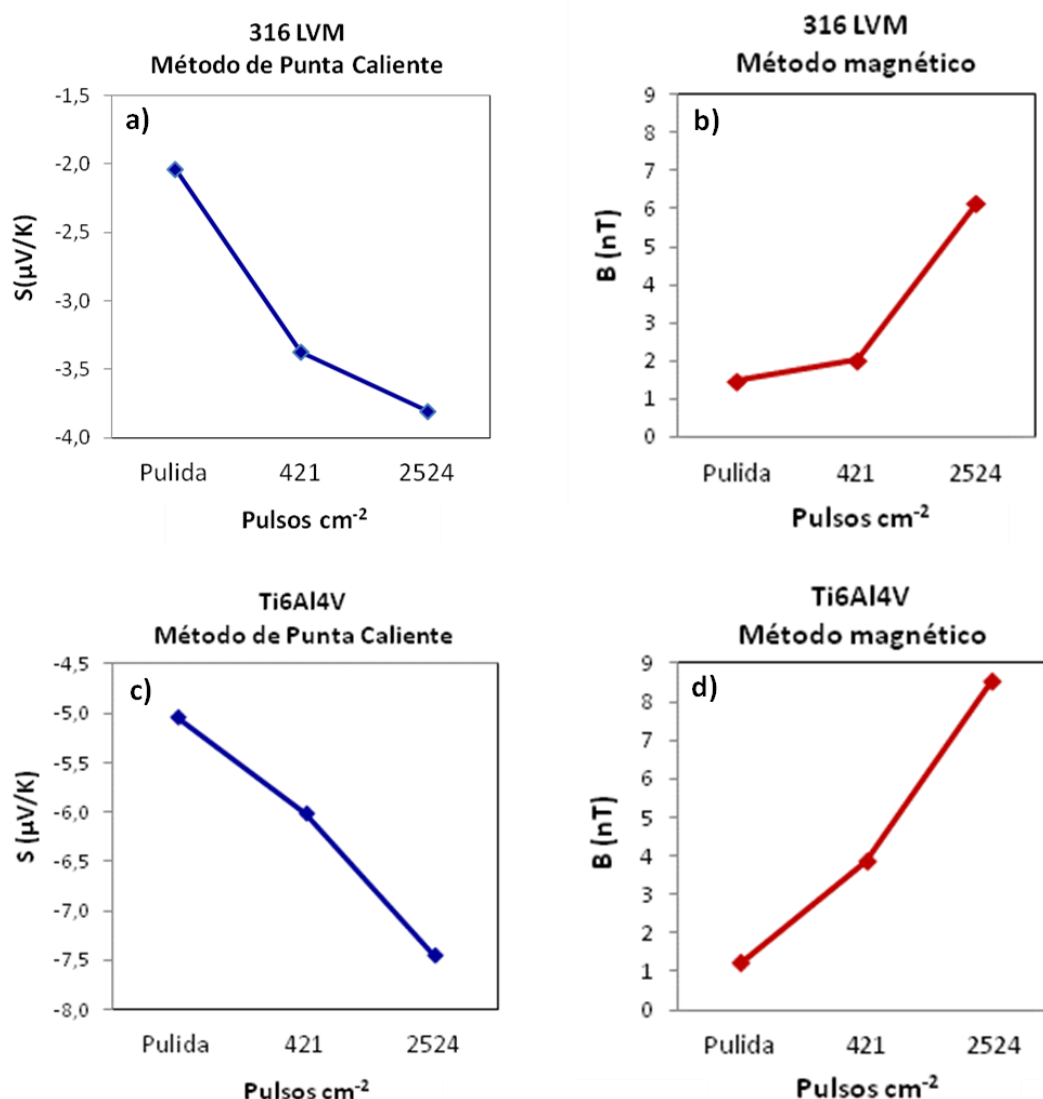 316 LVM
Método de Punta Caliente
a)
-1,5
-2,0
-2,5
-3,0
-3,5
-4,0
S(µV/K)
Pulida 421 2524
Pulsos cm-2
316 LVM
Método magnético
b)
9
8
7
6
5
4
3
2
1
0
B (nT)
Pulida 421 2524
Pulsos cm-2
Ti6Al4V
Método de Punta Caliente
c)
-4,5
-5,0
-5,5
-6,0
-6,5
-7,0
-7,5
-8,0
S (µV/K)
Pulida 421 2524
Pulsos cm-2
Ti6Al4V
Método magnético
d)
9
8
7
6
5
4
3
2
1
0
B (nT)
Pulida 421 2524
Pulsos cm-2